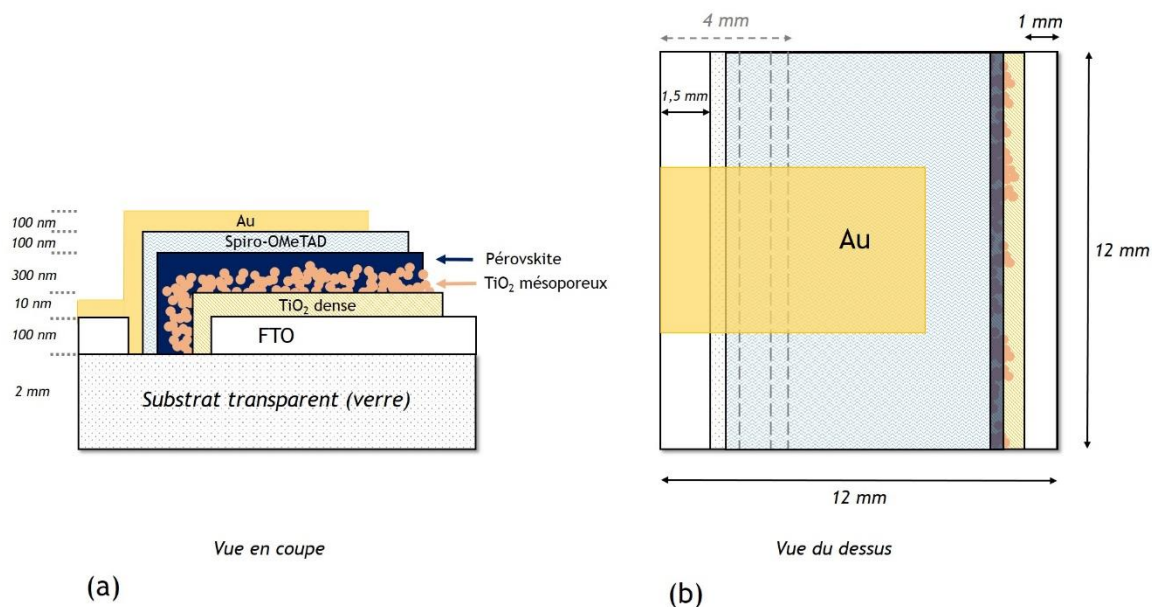 100 nm
100 nm
300 nm
10 nm
100 nm
2 mm
Au
Spiro-OMeTAD
Pérovskite
TiO₂ mésoporeux
TiO₂ dense
FTO
Substrat transparent (verre)
Vue en coupe
(a)
4 mm
1 mm
1,5 mm
Au
12 mm
12 mm
Vue du dessus
(b)